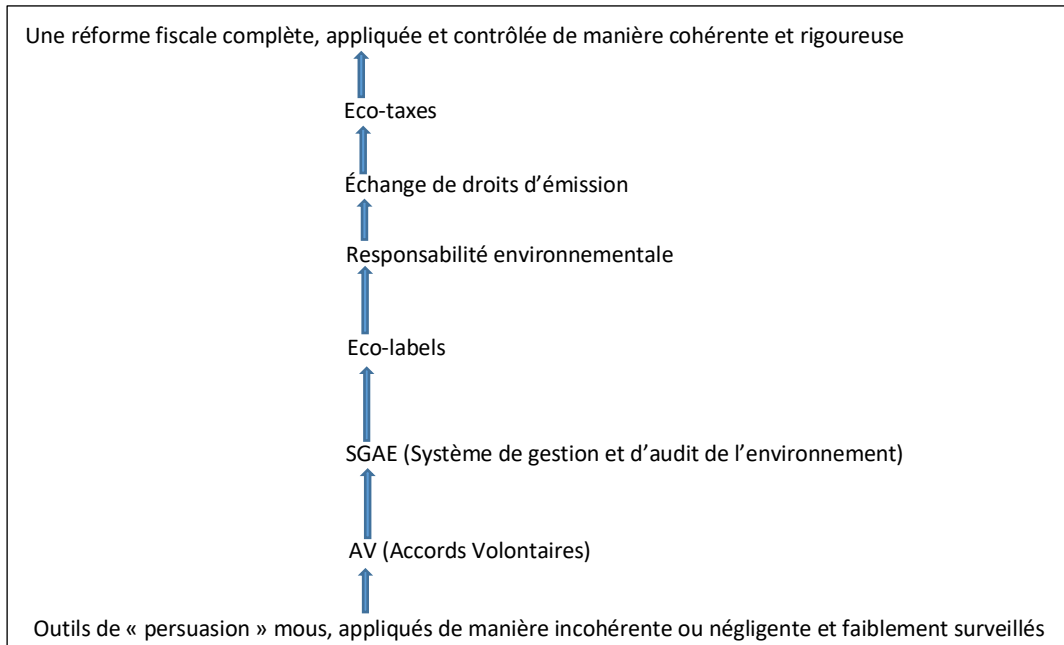 Une réforme fiscale complète, appliquée et contrôlée de manière cohérente et rigoureuse
Eco-taxes
Échange de droits d’émission
Responsabilité environnementale
Eco-labels
SGAE (Système de gestion et d’audit de l’environnement)
AV (Accords Volontaires)
Outils de « persuasion » mous, appliqués de manière incohérente ou négligente et faiblement surveillés